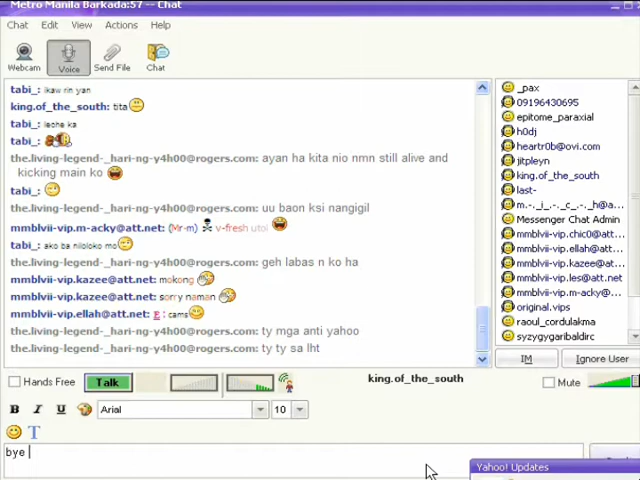 Metro Manila Barkada:57 -- Chat
Chat Edit View Actions Help
Webcam Voice Send File Chat
tabi_: ikaw rin yan
king.of_the_south: tita
tabi_: leche ka
tabi_:
the.living-legend-_hari-ng-y4h00@rogers.com: ayan ha kita nio nmn still alive and
kicking main ko
tabi_:
the.living-legend-_hari-ng-y4h00@rogers.com: uu baon ksi nangigil
mmblvii-vip.m-acky@att.net: (Mr-m) v-fresh utol
tabi_: ako ba niloloko mo
the.living-legend-_hari-ng-y4h00@rogers.com: geh labas n ko ha
mmblvii-vip.kazee@att.net: mokong
mmblvii-vip.kazee@att.net: sorry naman
mmblvii-vip.ellah@att.net: E : cams
the.living-legend-_hari-ng-y4h00@rogers.com: ty mga anti yahoo
the.living-legend-_hari-ng-y4h00@rogers.com: ty ty sa lht
_pax
09196430695
epitome_paraxial
h0dj
heartr0b@ovi.com
jitpleyn
king.of_the_south
last-
m.-._j_.-._c_.-._h@a...
Messenger Chat Admin
mmblvii-vip.chic0@att...
mmblvii-vip.ellah@att...
mmblvii-vip.kazee@att...
mmblvii-vip.les@att.net
mmblvii-vip.m-acky@...
original.vips
raoul_cordulakma
syzygygaribaldirc
IM Ignore User
Hands Free Talk king.of_the_south Mute
B I U Arial 10
T
bye
Yahoo! Updates